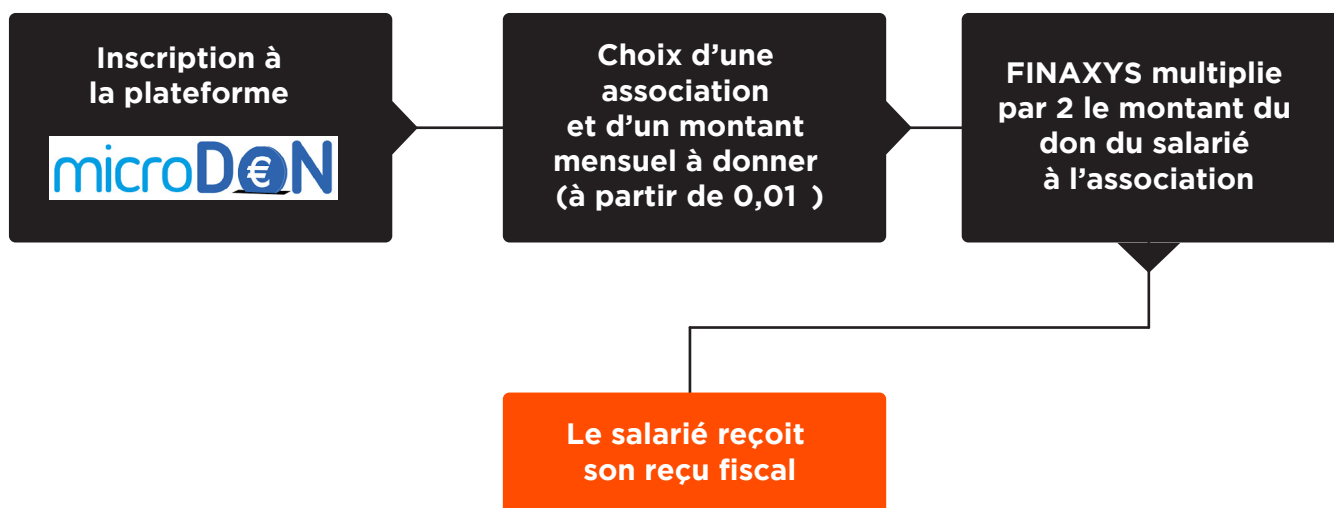 Inscription à
la plateforme
microDON
Choix d’une
association
et d’un montant
mensuel à donner
(à partir de 0,01 )
FINAXYS multiplie
par 2 le montant du
don du salarié
à l’association
Le salarié reçoit
son reçu fiscal